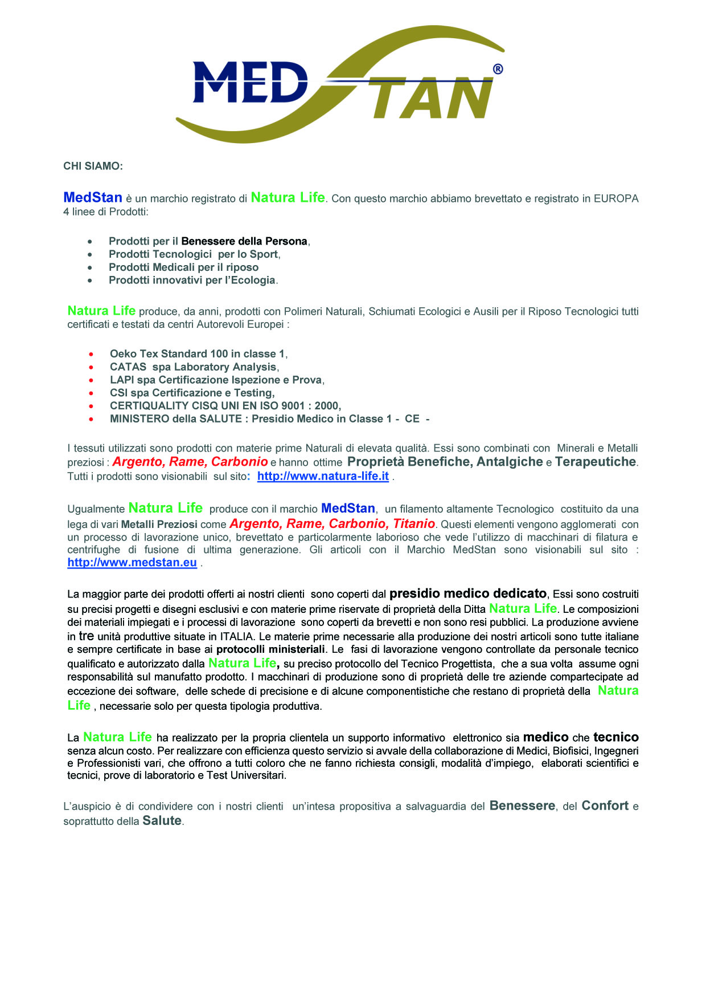 MEDSTAN®
CHI SIAMO:
MedStan è un marchio registrato di Natura Life. Con questo marchio abbiamo brevettato e registrato in EUROPA
4 linee di Prodotti:
• Prodotti per il Benessere della Persona,
• Prodotti Tecnologici per lo Sport,
• Prodotti Medicali per il riposo
• Prodotti innovativi per l’Ecologia.
Natura Life produce, da anni, prodotti con Polimeri Naturali, Schiumati Ecologici e Ausili per il Riposo Tecnologici tutti
certificati e testati da centri Autorevoli Europei :
• Oeko Tex Standard 100 in classe 1,
• CATAS spa Laboratory Analysis,
• LAPI spa Certificazione Ispezione e Prova,
• CSI spa Certificazione e Testing,
• CERTIQUALITY CISQ UNI EN ISO 9001 : 2000,
• MINISTERO della SALUTE : Presidio Medico in Classe 1 - CE -
I tessuti utilizzati sono prodotti con materie prime Naturali di elevata qualità. Essi sono combinati con Minerali e Metalli
preziosi : Argento, Rame, Carbonio e hanno ottime Proprietà Benefiche, Antalgiche e Terapeutiche.
Tutti i prodotti sono visionabili sul sito: http://www.natura-life.it .
Ugualmente Natura Life produce con il marchio MedStan, un filamento altamente Tecnologico costituito da una
lega di vari Metalli Preziosi come Argento, Rame, Carbonio, Titanio. Questi elementi vengono agglomerati con
un processo di lavorazione unico, brevettato e particolarmente laborioso che vede l’utilizzo di macchinari di filatura e
centrifughe di fusione di ultima generazione. Gli articoli con il Marchio MedStan sono visionabili sul sito :
http://www.medstan.eu .
La maggior parte dei prodotti offerti ai nostri clienti sono coperti dal presidio medico dedicato, Essi sono costruiti
su precisi progetti e disegni esclusivi e con materie prime riservate di proprietà della Ditta Natura Life. Le composizioni
dei materiali impiegati e i processi di lavorazione sono coperti da brevetti e non sono resi pubblici. La produzione avviene
in tre unità produttive situate in ITALIA. Le materie prime necessarie alla produzione dei nostri articoli sono tutte italiane
e sempre certificate in base ai protocolli ministeriali. Le fasi di lavorazione vengono controllate da personale tecnico
qualificato e autorizzato dalla Natura Life, su preciso protocollo del Tecnico Progettista, che a sua volta assume ogni
responsabilità sul manufatto prodotto. I macchinari di produzione sono di proprietà delle tre aziende compartecipate ad
eccezione dei software, delle schede di precisione e di alcune componentistiche che restano di proprietà della Natura
Life , necessarie solo per questa tipologia produttiva.
La Natura Life ha realizzato per la propria clientela un supporto informativo elettronico sia medico che tecnico
senza alcun costo. Per realizzare con efficienza questo servizio si avvale della collaborazione di Medici, Biofisici, Ingegneri
e Professionisti vari, che offrono a tutti coloro che ne fanno richiesta consigli, modalità d’impiego, elaborati scientifici e
tecnici, prove di laboratorio e Test Universitari.
L’auspicio è di condividere con i nostri clienti un’intesa propositiva a salvaguardia del Benessere, del Confort e
soprattutto della Salute.